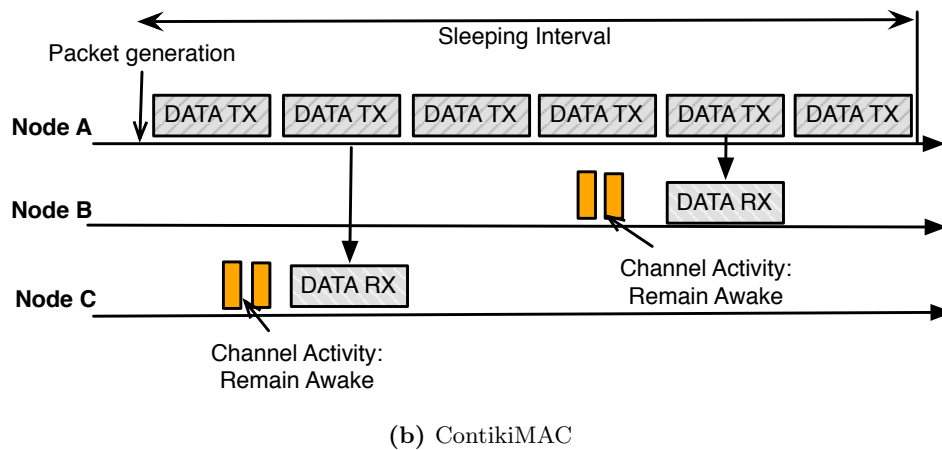 Sleeping Interval
Packet generation
Node A
DATA TX DATA TX DATA TX DATA TX DATA TX DATA TX
Node B
DATA RX
Channel Activity:
Remain Awake
Node C
DATA RX
Channel Activity:
Remain Awake
(b) ContikiMAC